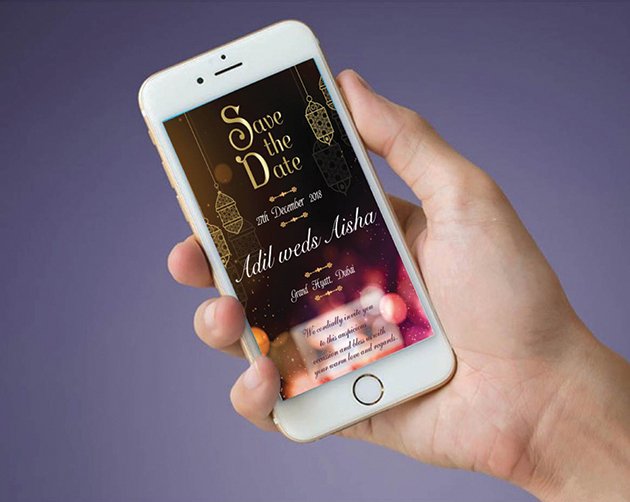 Save
the
Date
27th December 2018
Adil weds Aisha
Grand Hyatt, Dubai
We cordially invite you
to this auspicious
occasion and bless us with
your warm love and regards.